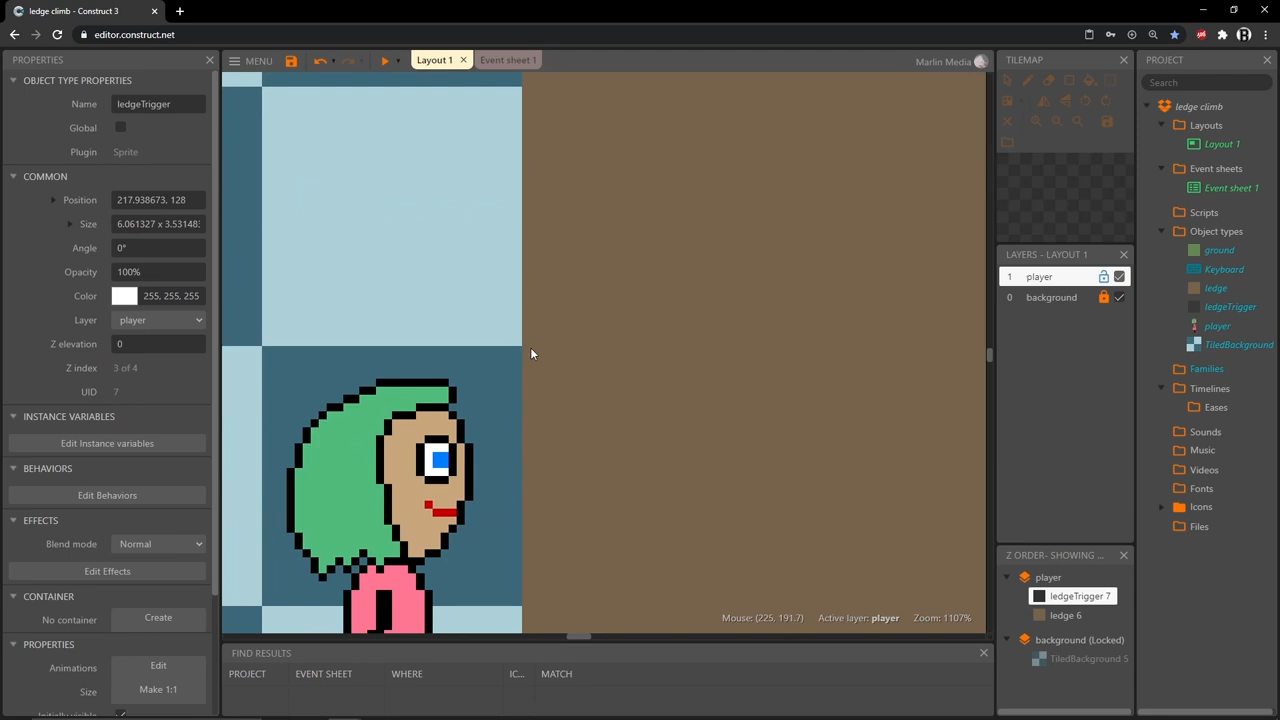 ledge climb - Construct 3
editor.construct.net
PROPERTIES
OBJECT TYPE PROPERTIES
Name ledgeTrigger
Global
Plugin Sprite
COMMON
Position 217.938673, 128
Size 6.061327 x 3.53148
Angle 0°
Opacity 100%
Color 255, 255, 255
Layer player
Z elevation 0
Z index 3 of 4
UID 7
INSTANCE VARIABLES
Edit Instance variables
BEHAVIORS
Edit Behaviors
EFFECTS
Blend mode Normal
Edit Effects
CONTAINER
No container Create
PROPERTIES
Animations Edit
Size Make 1:1
Initially visible
MENU
Layout 1
Event sheet 1
Marlin Media
Mouse: (225, 191.7) Active layer: player Zoom: 1107%
FIND RESULTS
PROJECT EVENT SHEET WHERE IC... MATCH
TILEMAP
LAYERS - LAYOUT 1
1 player
0 background
Z ORDER- SHOWING ...
player
ledgeTrigger 7
ledge 6
background (Locked)
TiledBackground 5
PROJECT
Search
ledge climb
Layouts
Layout 1
Event sheets
Event sheet 1
Scripts
Object types
ground
Keyboard
ledge
ledgeTrigger
player
TiledBackground
Families
Timelines
Eases
Sounds
Music
Videos
Fonts
Icons
Files